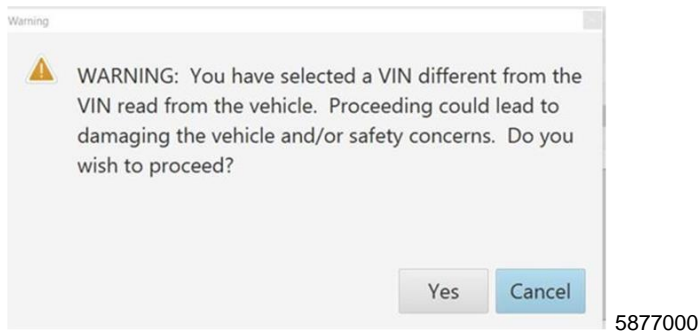 Warning
WARNING:  You have selected a VIN different from the
VIN read from the vehicle.  Proceeding could lead to
damaging the vehicle and/or safety concerns.  Do you
wish to proceed?
Yes
Cancel
5877000